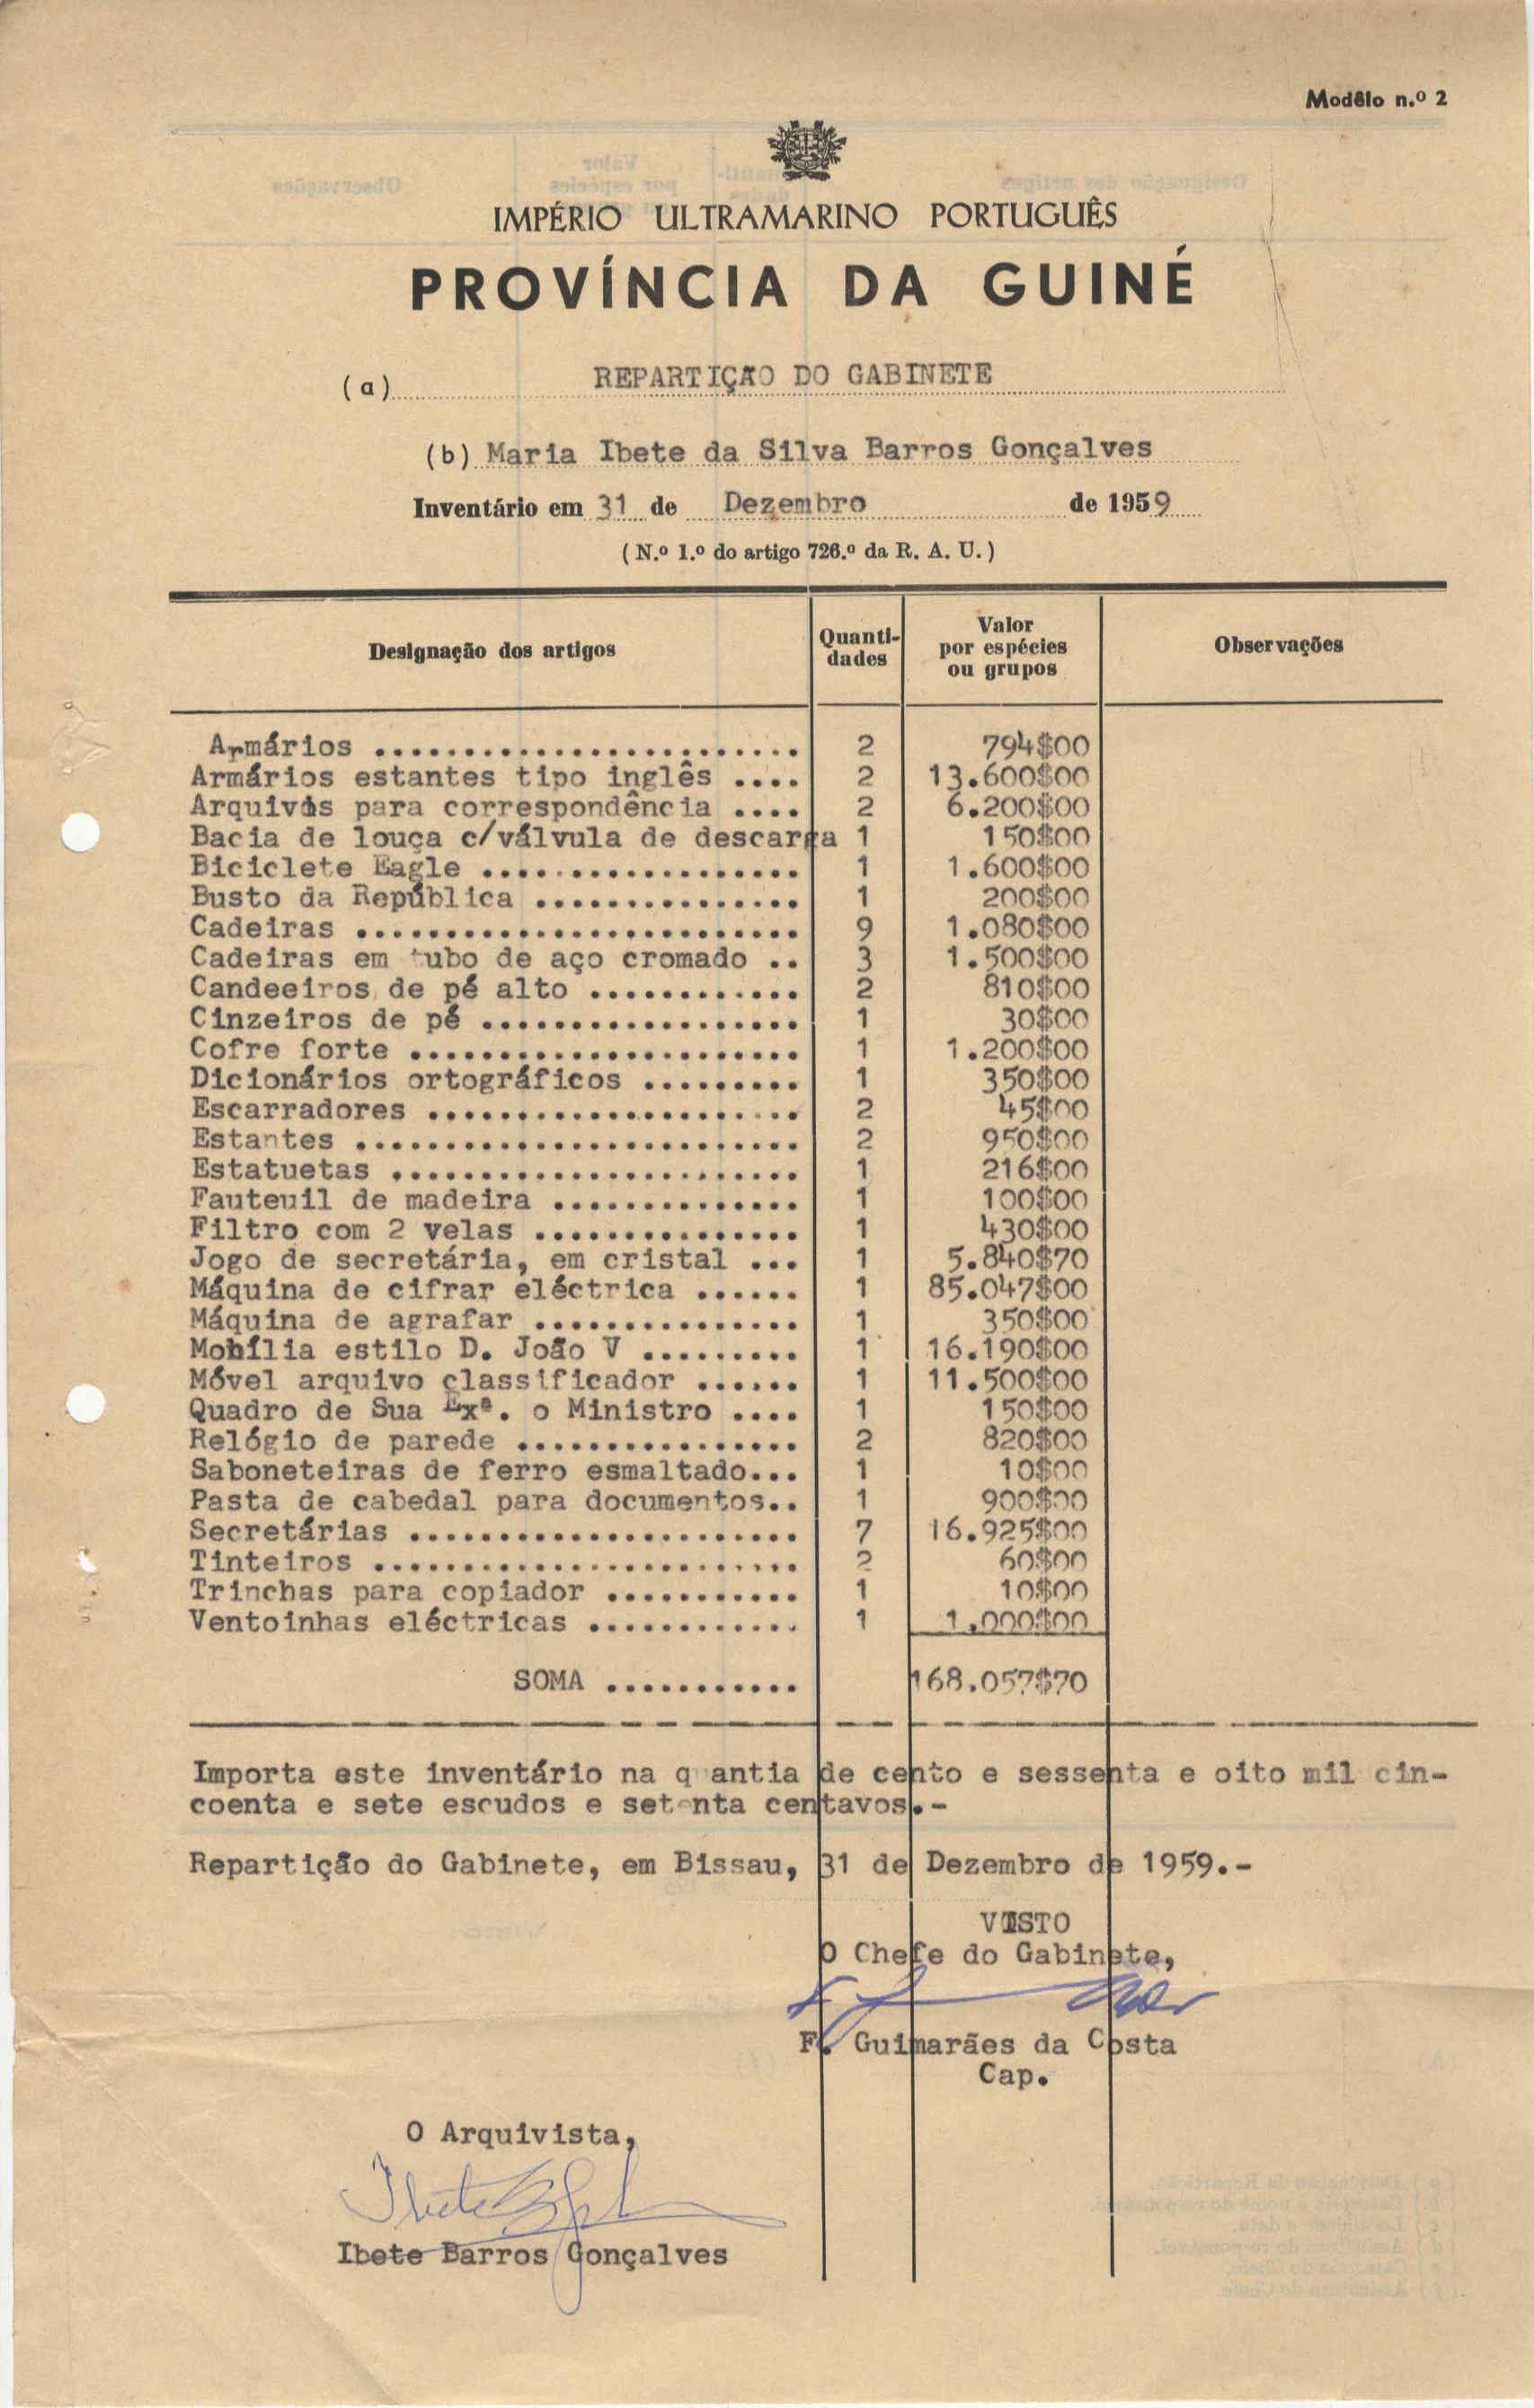 Modêlo n.º 2
IMPÉRIO ULTRAMARINO PORTUGUÊS
PROVÍNCIA DA GUINÉ
(a) REPARTIÇÃO DO GABINETE
(b) Maria Ibete da Silva Barros Gonçalves
Inventário em 31 de Dezembro de 1959
(N.º 1.º do artigo 726.º da R. A. U.)
Designação dos artigos Quanti-dades Valor por espécies ou grupos Observações
Armários ........................ 2 794$00
Armários estantes tipo inglês .... 2 13.600$00
Arquivos para correspondência .... 2 6.200$00
Bacia de louça c/válvula de descarga 1 150$00
Biciclete Eagle .................. 1 1.600$00
Busto da República ............... 1 200$00
Cadeiras ......................... 9 1.080$00
Cadeiras em tubo de aço cromado .. 3 1.500$00
Candeeiros de pé alto ............ 2 810$00
Cinzeiros de pé .................. 1 30$00
Cofre forte ...................... 1 1.200$00
Dicionários ortográficos ......... 1 350$00
Escarradores ..................... 2 45$00
Estantes ......................... 2 950$00
Estatuetas ....................... 1 216$00
Fauteuil de madeira .............. 1 100$00
Filtro com 2 velas ............... 1 430$00
Jogo de secretária, em cristal ... 1 5.840$70
Máquina de cifrar eléctrica ...... 1 85.047$00
Máquina de agrafar ............... 1 350$00
Mobília estilo D. João V ......... 1 16.190$00
Móvel arquivo classificador ...... 1 11.500$00
Quadro de Sua Exª. o Ministro .... 1 150$00
Relógio de parede ................ 2 820$00
Saboneteiras de ferro esmaltado... 1 10$00
Pasta de cabedal para documentos.. 1 900$00
Secretárias ...................... 7 16.925$00
Tinteiros ........................ 2 60$00
Trinchas para copiador ........... 1 10$00
Ventoinhas eléctricas ............ 1 1.000$00
SOMA ........... 168.057$70
Importa este inventário na quantia de cento e sessenta e oito mil cin-
coenta e sete escudos e setenta centavos.-
Repartição do Gabinete, em Bissau, 31 de Dezembro de 1959.-
VISTO
O Chefe do Gabinete,
F. Guimarães da Costa
Cap.
O Arquivista,
Ibete Barros Gonçalves